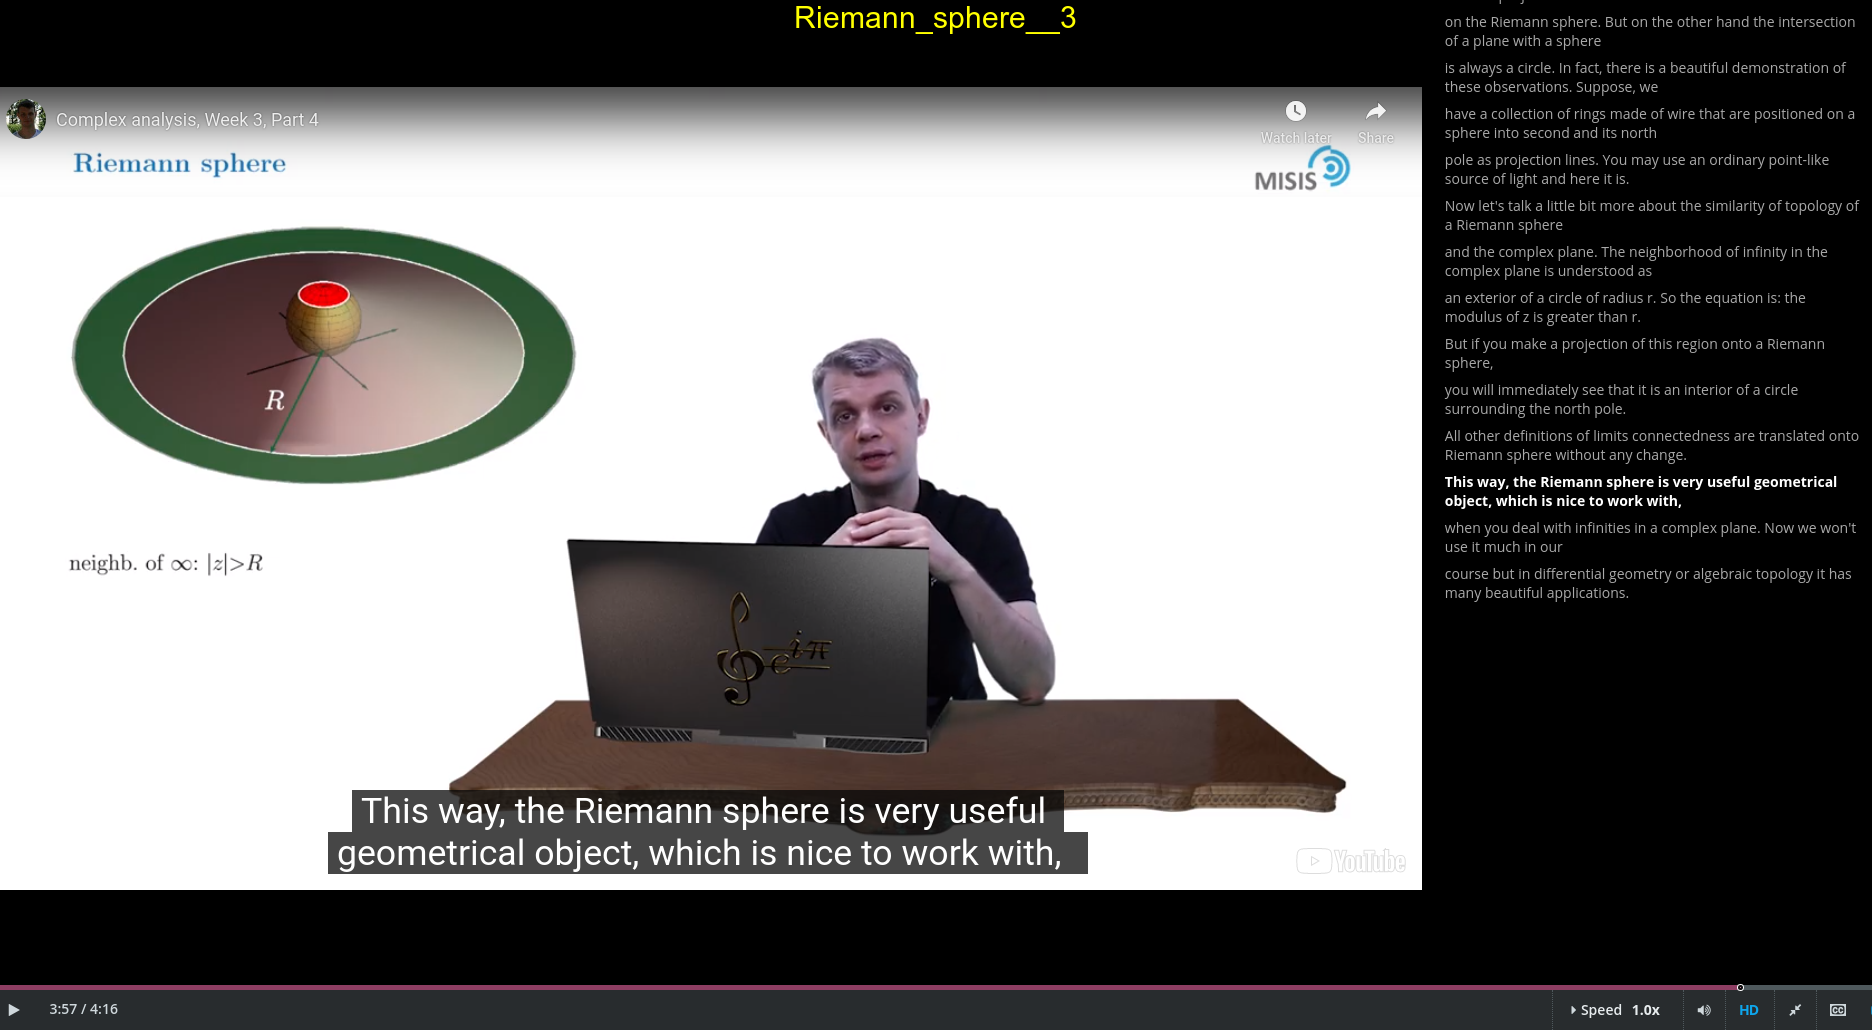 Riemann_sphere__3
Complex analysis, Week 3, Part 4
Watch later
Share
Riemann sphere
MISIS
R
neighb. of ∞: |z|>R
e^{iπ}
This way, the Riemann sphere is very useful
geometrical object, which is nice to work with,
YouTube
on the Riemann sphere. But on the other hand the intersection
of a plane with a sphere
is always a circle. In fact, there is a beautiful demonstration of
these observations. Suppose, we
have a collection of rings made of wire that are positioned on a
sphere into second and its north
pole as projection lines. You may use an ordinary point-like
source of light and here it is.
Now let's talk a little bit more about the similarity of topology of
a Riemann sphere
and the complex plane. The neighborhood of infinity in the
complex plane is understood as
an exterior of a circle of radius r. So the equation is: the
modulus of z is greater than r.
But if you make a projection of this region onto a Riemann
sphere,
you will immediately see that it is an interior of a circle
surrounding the north pole.
All other definitions of limits connectedness are translated onto
Riemann sphere without any change.
This way, the Riemann sphere is very useful geometrical
object, which is nice to work with,
when you deal with infinities in a complex plane. Now we won't
use it much in our
course but in differential geometry or algebraic topology it has
many beautiful applications.
3:57 / 4:16
Speed 1.0x
HD
CC